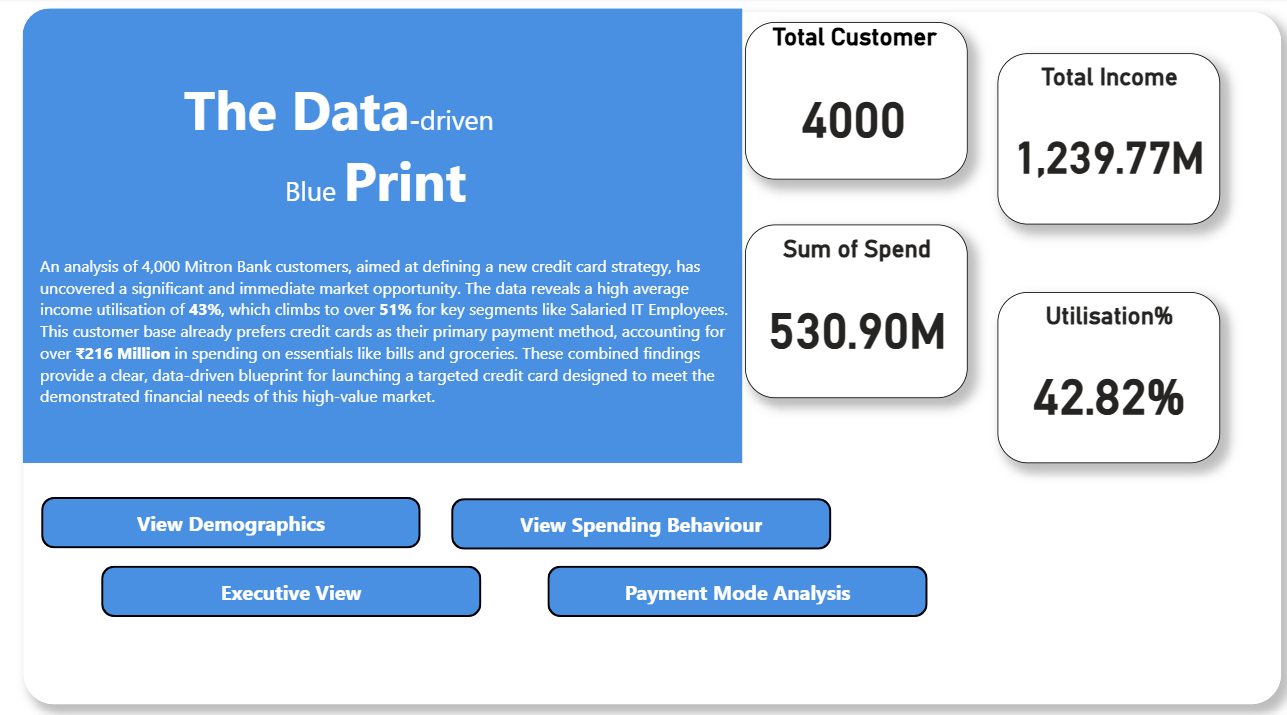 The Data-driven
Blue Print
An analysis of 4,000 Mitron Bank customers, aimed at defining a new credit card strategy, has
uncovered a significant and immediate market opportunity. The data reveals a high average
income utilisation of 43%, which climbs to over 51% for key segments like Salaried IT Employees.
This customer base already prefers credit cards as their primary payment method, accounting for
over ₹216 Million in spending on essentials like bills and groceries. These combined findings
provide a clear, data-driven blueprint for launching a targeted credit card designed to meet the
demonstrated financial needs of this high-value market.
Total Customer
4000
Total Income
1,239.77M
Sum of Spend
530.90M
Utilisation%
42.82%
View Demographics
View Spending Behaviour
Executive View
Payment Mode Analysis